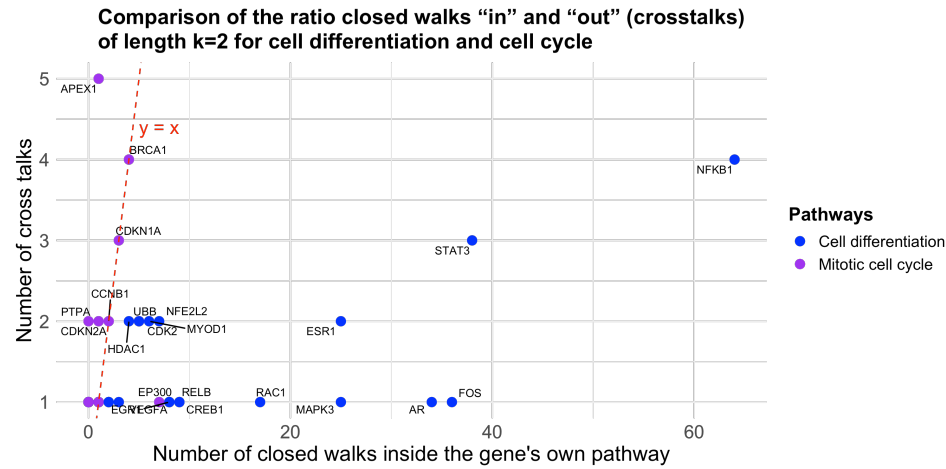 Comparison of the ratio closed walks “in” and “out” (crosstalks)
of length k=2 for cell differentiation and cell cycle
5
APEX1
y = x
BRCA1
4
NFKB1
Pathways
Cell differentiation
Mitotic cell cycle
CDKN1A
3
STAT3
CCNB1
PTPA
UBB
NFE2L2
2
CDKN2A
CDK2
MYOD1
ESR1
HDAC1
EP300
RELB
RAC1
FOS
1
EGR1
VEGFA
CREB1
MAPK3
AR
0
20
40
60
Number of cross talks
Number of closed walks inside the gene's own pathway